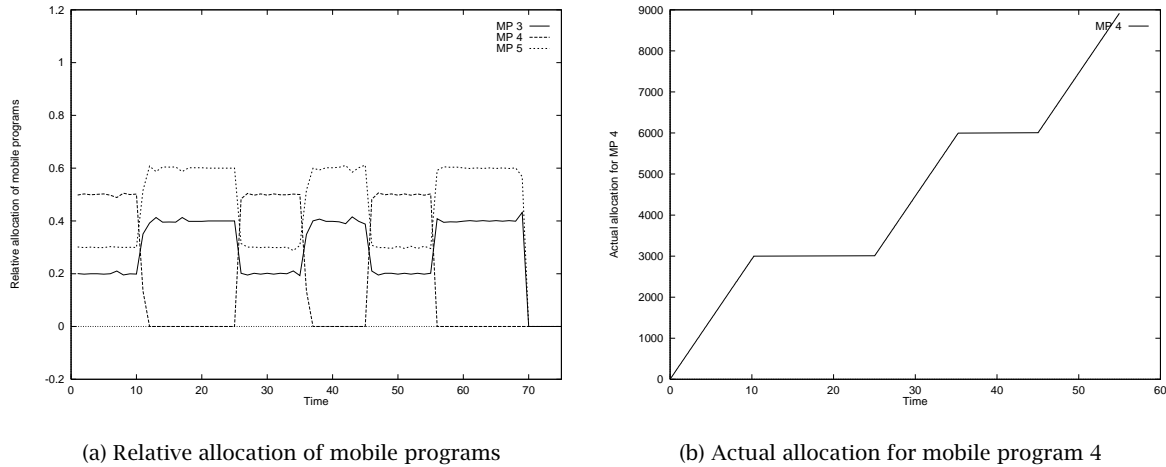 1.2
1
0.8
0.6
0.4
0.2
0
-0.2
Relative allocation of mobile programs
MP 3
MP 4
MP 5
0 10 20 30 40 50 60 70
Time
(a) Relative allocation of mobile programs
9000
8000
7000
6000
5000
4000
3000
2000
1000
0
Actual allocation for MP 4
MP 4
0 10 20 30 40 50 60
Time
(b) Actual allocation for mobile program 4